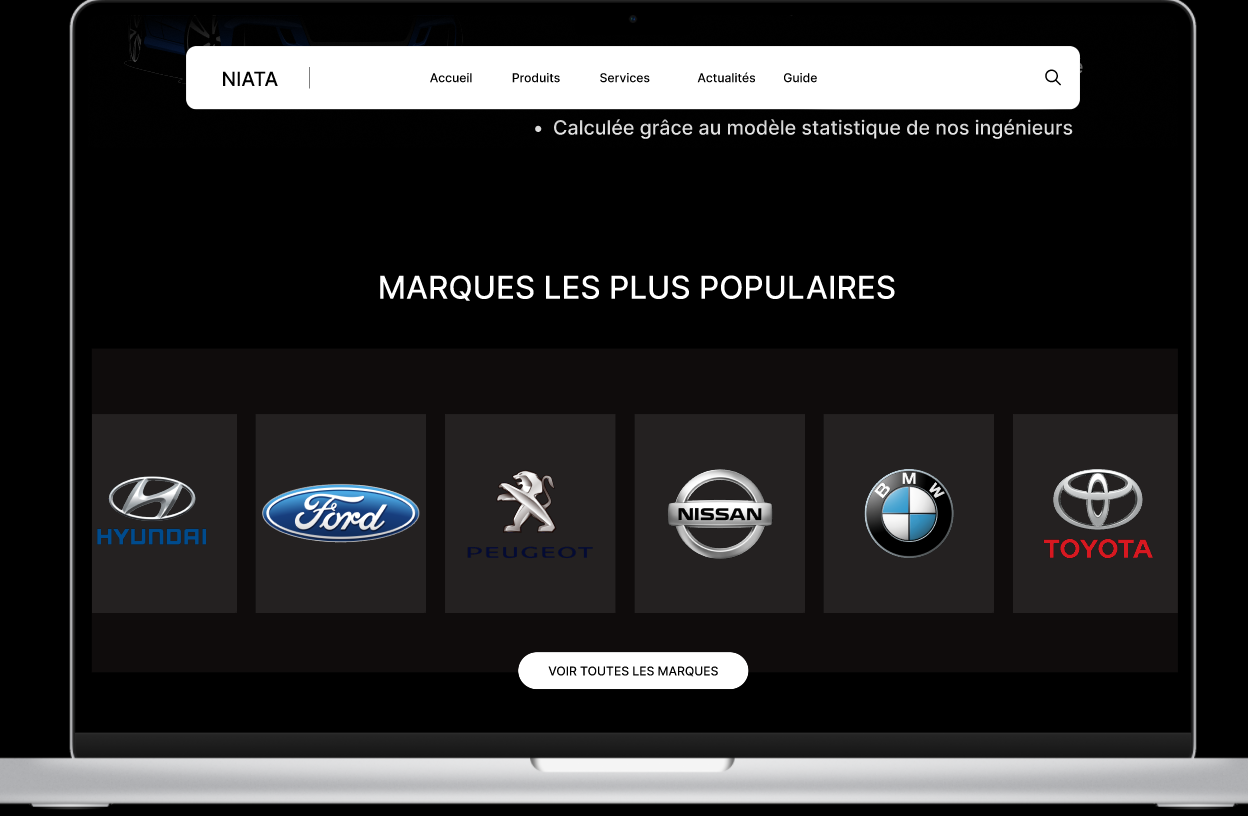 NIATA
Accueil Produits Services Actualités Guide
Calculée grâce au modèle statistique de nos ingénieurs
MARQUES LES PLUS POPULAIRES
HYUNDAI
Ford
PEUGEOT
NISSAN
BMW
TOYOTA
VOIR TOUTES LES MARQUES